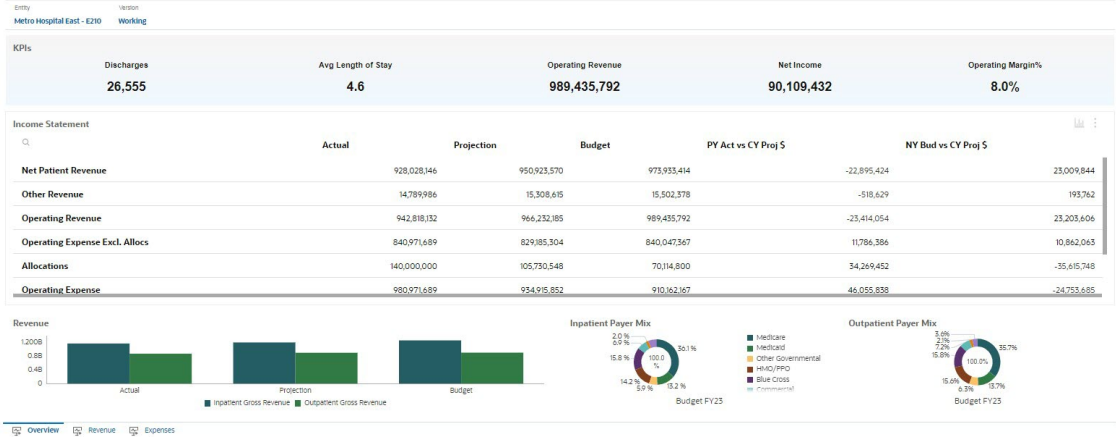 Entity Version
Metro Hospital East - E210 Working
KPIs
Discharges Avg Length of Stay Operating Revenue Net Income Operating Margin%
26,555 4.6 989,435,792 90,109,432 8.0%
Income Statement
Actual Projection Budget PY Act vs CY Proj $ NY Bud vs CY Proj $
Net Patient Revenue 928,028,146 950,923,570 973,933,414 -22,895,424 23,009,844
Other Revenue 14,789,986 15,308,615 15,502,378 -518,629 193,762
Operating Revenue 942,818,132 966,232,185 989,435,792 -23,414,054 23,203,606
Operating Expense Excl. Allocs 840,971,689 829,185,304 840,047,367 11,786,386 10,862,063
Allocations 140,000,000 105,730,548 70,114,800 34,269,452 -35,615,748
Operating Expense 980,971,689 934,915,852 910,162,167 46,055,838 -24,753,685
Revenue
1.200B
0.8B
0.4B
0
Actual Projection Budget
Inpatient Gross Revenue Outpatient Gross Revenue
Inpatient Payer Mix
2.0 %
6.9 %
36.1 %
15.8 %
100.0
%
14.2 %
5.9 %
13.2 %
Budget FY23
Medicare
Medicaid
Other Governmental
HMO/PPO
Blue Cross
Commercial
Outpatient Payer Mix
3.6%
2.1%
7.2%
35.7%
15.8%
100.0%
15.6%
6.3%
13.7%
Budget FY23
Overview Revenue Expenses